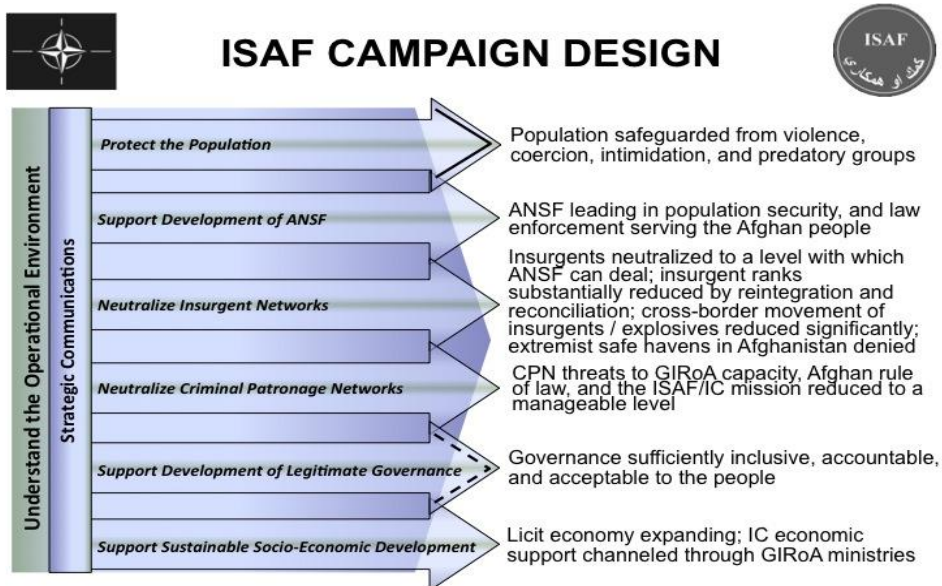 ISAF CAMPAIGN DESIGN
ISAF
کمک او همکاري
Understand the Operational Environment
Strategic Communications
Protect the Population
Population safeguarded from violence,
coercion, intimidation, and predatory groups
Support Development of ANSF
ANSF leading in population security, and law
enforcement serving the Afghan people
Neutralize Insurgent Networks
Insurgents neutralized to a level with which
ANSF can deal; insurgent ranks
substantially reduced by reintegration and
reconciliation; cross-border movement of
insurgents / explosives reduced significantly;
extremist safe havens in Afghanistan denied
Neutralize Criminal Patronage Networks
CPN threats to GIRoA capacity, Afghan rule
of law, and the ISAF/IC mission reduced to a
manageable level
Support Development of Legitimate Governance
Governance sufficiently inclusive, accountable,
and acceptable to the people
Support Sustainable Socio-Economic Development
Licit economy expanding; IC economic
support channeled through GIRoA ministries